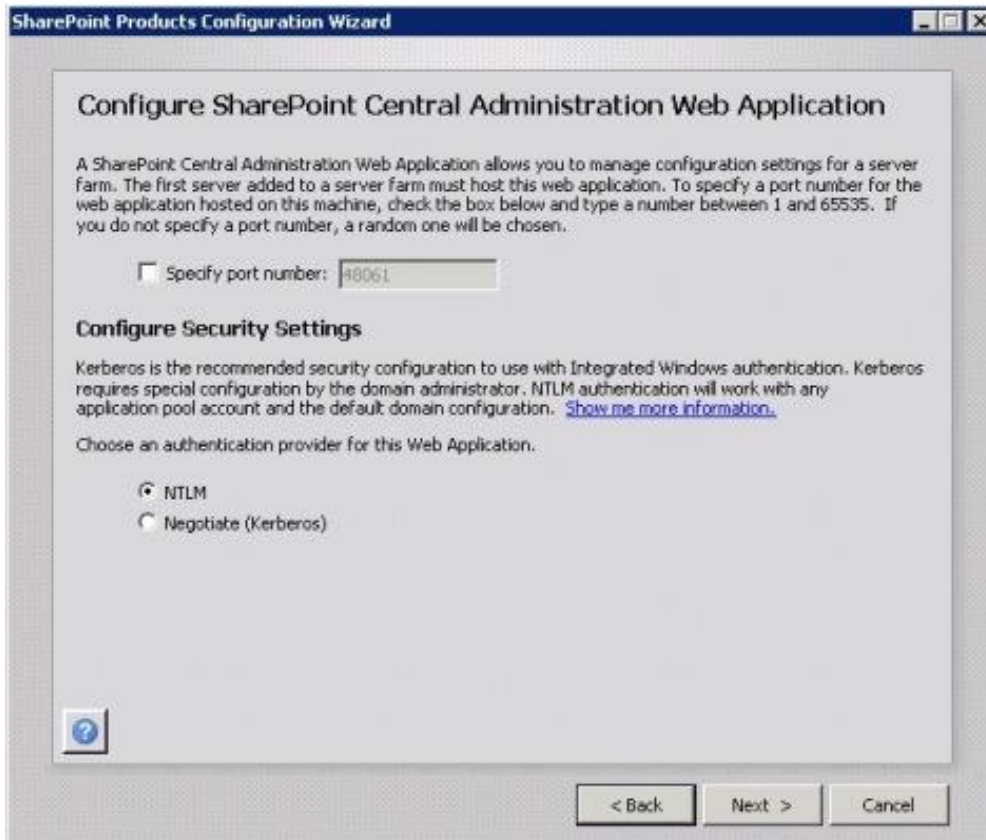 SharePoint Products Configuration Wizard
Configure SharePoint Central Administration Web Application
A SharePoint Central Administration Web Application allows you to manage configuration settings for a server
farm. The first server added to a server farm must host this web application. To specify a port number for the
web application hosted on this machine, check the box below and type a number between 1 and 65535. If
you do not specify a port number, a random one will be chosen.
Specify port number: 48061
Configure Security Settings
Kerberos is the recommended security configuration to use with Integrated Windows authentication. Kerberos
requires special configuration by the domain administrator. NTLM authentication will work with any
application pool account and the default domain configuration. Show me more information.
Choose an authentication provider for this Web Application.
NTLM
Negotiate (Kerberos)
?
< Back Next > Cancel